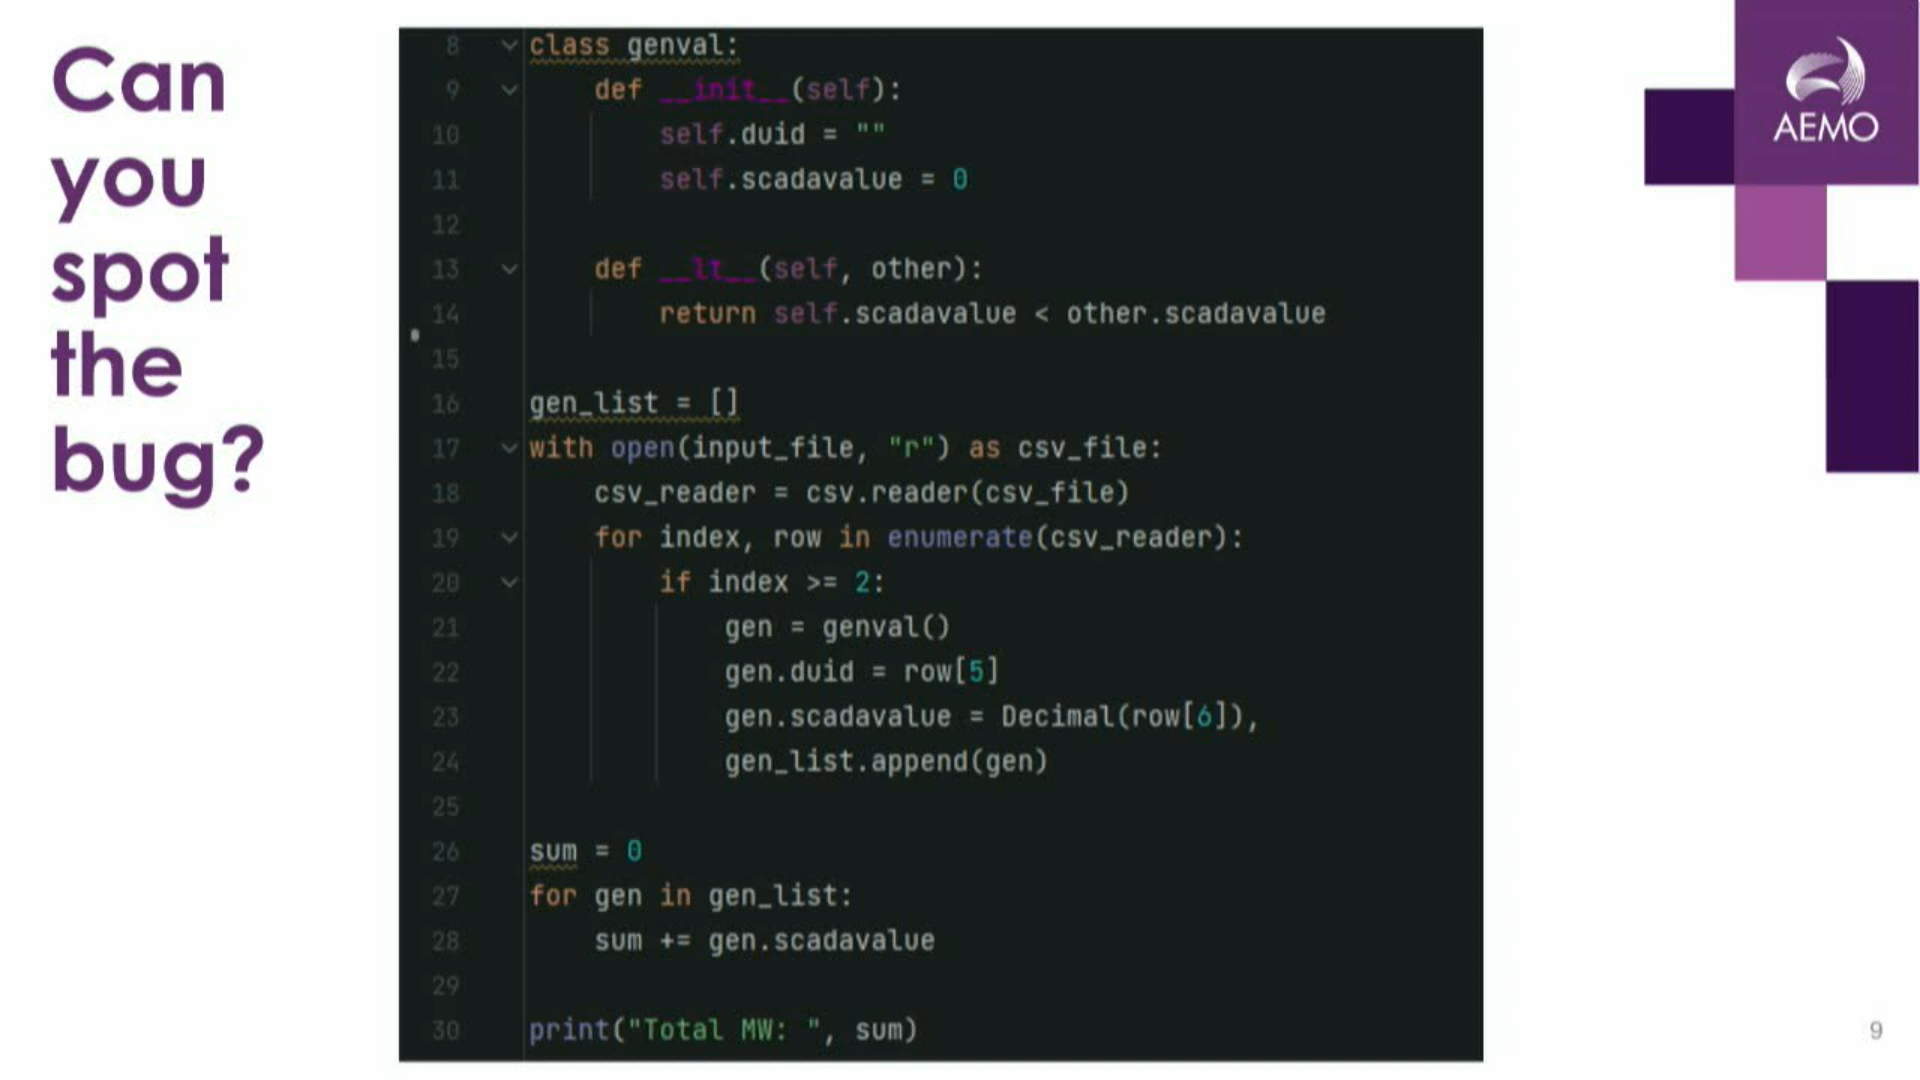 Can
you
spot
the
bug?
8 class genval:
9     def __init__(self):
10         self.duid = ""
11         self.scadavalue = 0
12
13     def __lt__(self, other):
14         return self.scadavalue < other.scadavalue
15
16 gen_list = []
17 with open(input_file, "r") as csv_file:
18     csv_reader = csv.reader(csv_file)
19     for index, row in enumerate(csv_reader):
20         if index >= 2:
21             gen = genval()
22             gen.duid = row[5]
23             gen.scadavalue = Decimal(row[6]),
24             gen_list.append(gen)
25
26 sum = 0
27 for gen in gen_list:
28     sum += gen.scadavalue
29
30 print("Total MW: ", sum)
AEMO
9